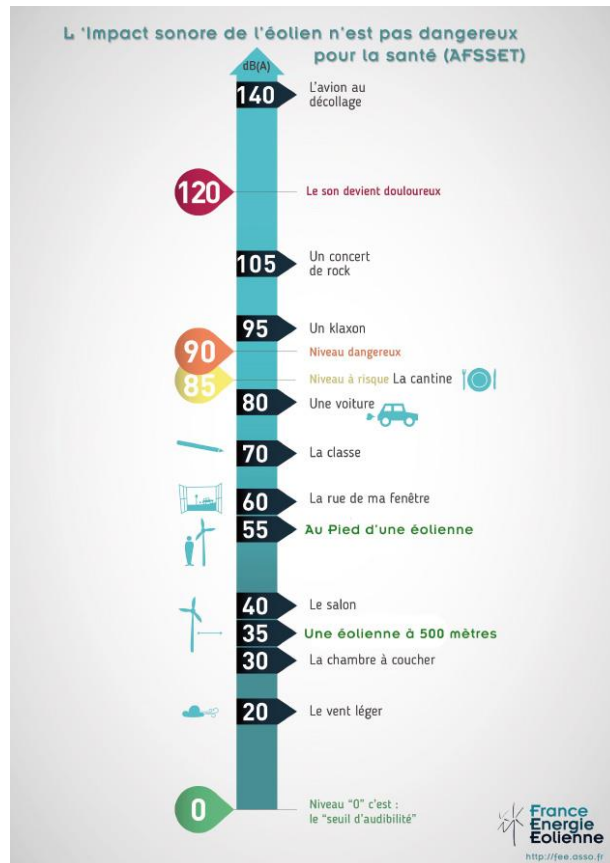 L 'Impact sonore de l'éolien n'est pas dangereux
pour la santé (AFSSET)
dB(A)
140 L'avion au
décollage
120 Le son devient douloureux
105 Un concert
de rock
95 Un klaxon
90 Niveau dangereux
85 Niveau à risque La cantine
80 Une voiture
70 La classe
60 La rue de ma fenêtre
55 Au Pied d'une éolienne
40 Le salon
35 Une éolienne à 500 mètres
30 La chambre à coucher
20 Le vent léger
0 Niveau "0" c'est :
le "seuil d'audibilité"
France
Energie
Eolienne
http://fee.asso.fr